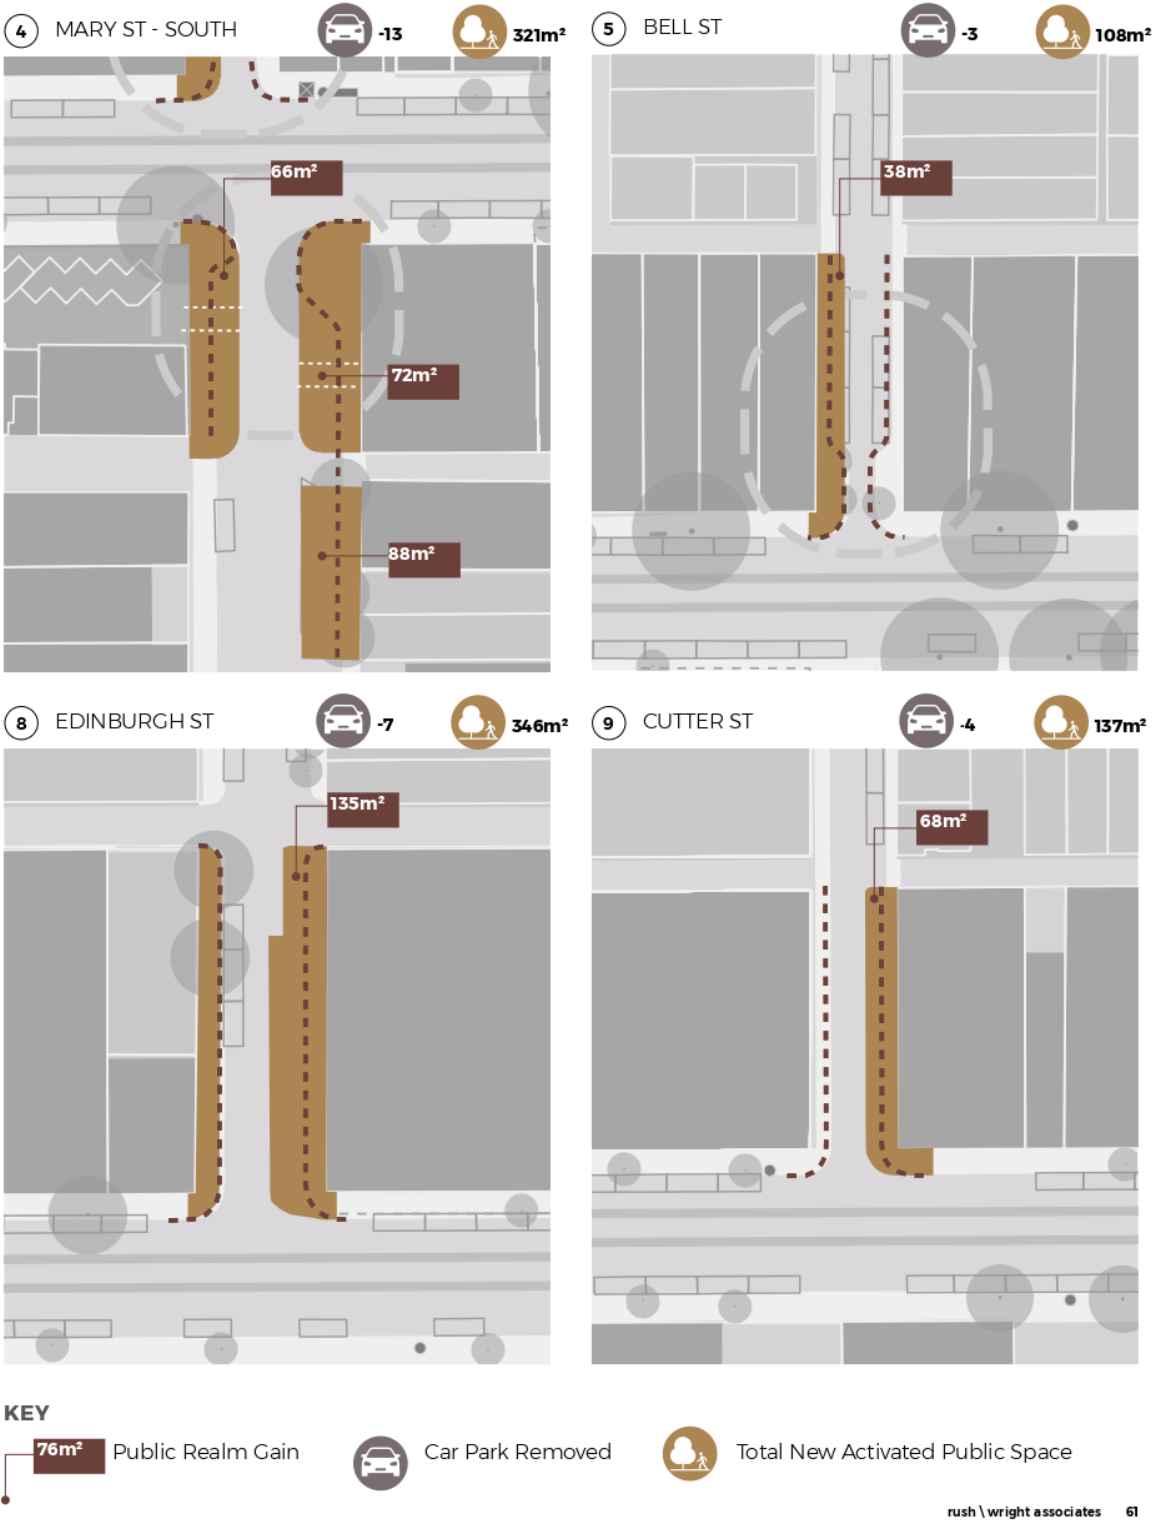 4 MARY ST - SOUTH -13 321m²
66m²
72m²
88m²
5 BELL ST -3 108m²
38m²
8 EDINBURGH ST -7 346m²
135m²
9 CUTTER ST -4 137m²
68m²
KEY
76m² Public Realm Gain Car Park Removed Total New Activated Public Space
rush \ wright associates 61